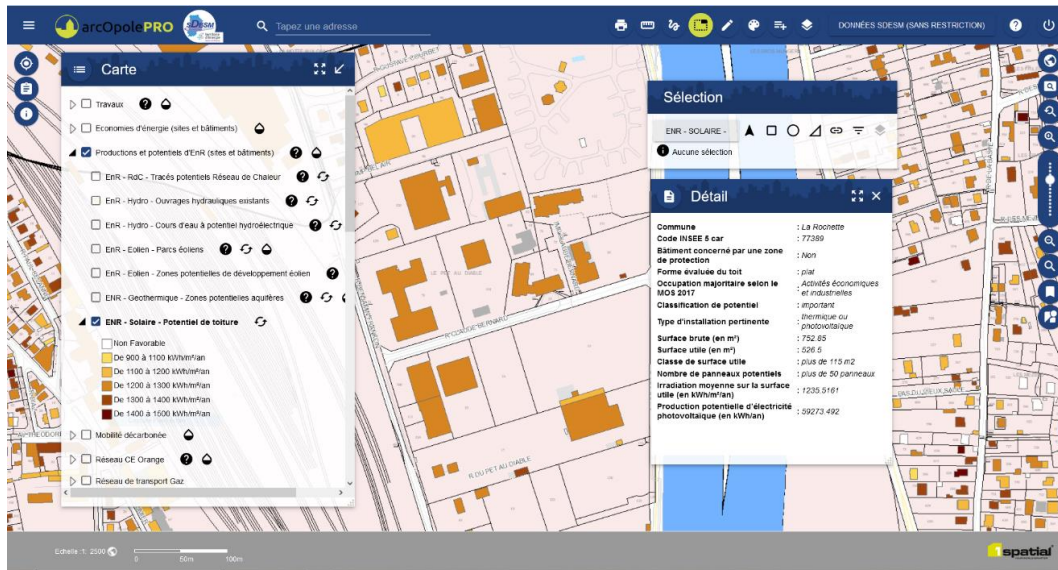 arcOpolePRO
SDESM
Tapez une adresse
DONNÉES SDESM (SANS RESTRICTION)
Carte
Travaux
Economies d'énergie (sites et bâtiments)
Productions et potentiels d'EnR (sites et bâtiments)
EnR - RdC - Tracés potentiels Réseau de Chaleur
EnR - Hydro - Ouvrages hydrauliques existants
EnR - Hydro - Cours d'eau à potentiel hydroélectrique
EnR - Eolien - Parcs éoliens
EnR - Eolien - Zones potentielles de développement éolien
ENR - Geothermique - Zones potentielles aquifères
ENR - Solaire - Potentiel de toiture
Non Favorable
De 900 à 1100 kWh/m²/an
De 1100 à 1200 kWh/m²/an
De 1200 à 1300 kWh/m²/an
De 1300 à 1400 kWh/m²/an
De 1400 à 1500 kWh/m²/an
Mobilité décarbonée
Réseau CE Orange
Réseau de transport Gaz
Sélection
ENR - SOLAIRE -
Aucune sélection
Détail
Commune : La Rochette
Code INSEE 5 car : 77389
Bâtiment concerné par une zone
de protection : Non
Forme évaluée du toit : plat
Occupation majoritaire selon le
MOS 2017 : Activités économiques
et industrielles
Classification de potentiel : important
Type d'installation pertinente : thermique ou
photovoltaïque
Surface brute (en m²) : 752.85
Surface utile (en m²) : 526.5
Classe de surface utile : plus de 115 m2
Nombre de panneaux potentiels : plus de 50 panneaux
Irradiation moyenne sur la surface
utile (en kWh/m²/an) : 1235.5161
Production potentielle d'électricité
photovoltaïque (en kWh/an) : 59273.492
LE PET AU DIABLE
R CLAUDE BERNARD
R DU PET AU DIABLE
Echelle :1: 2500
0 50m 100m
1spatial